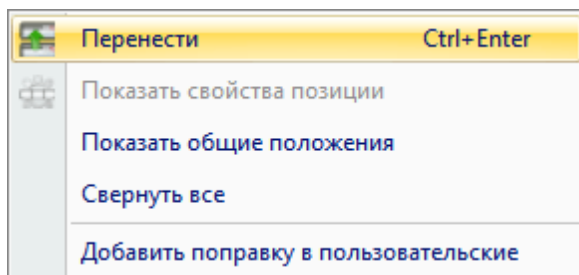 Перенести Ctrl+Enter
Показать свойства позиции
Показать общие положения
Свернуть все
Добавить поправку в пользовательские